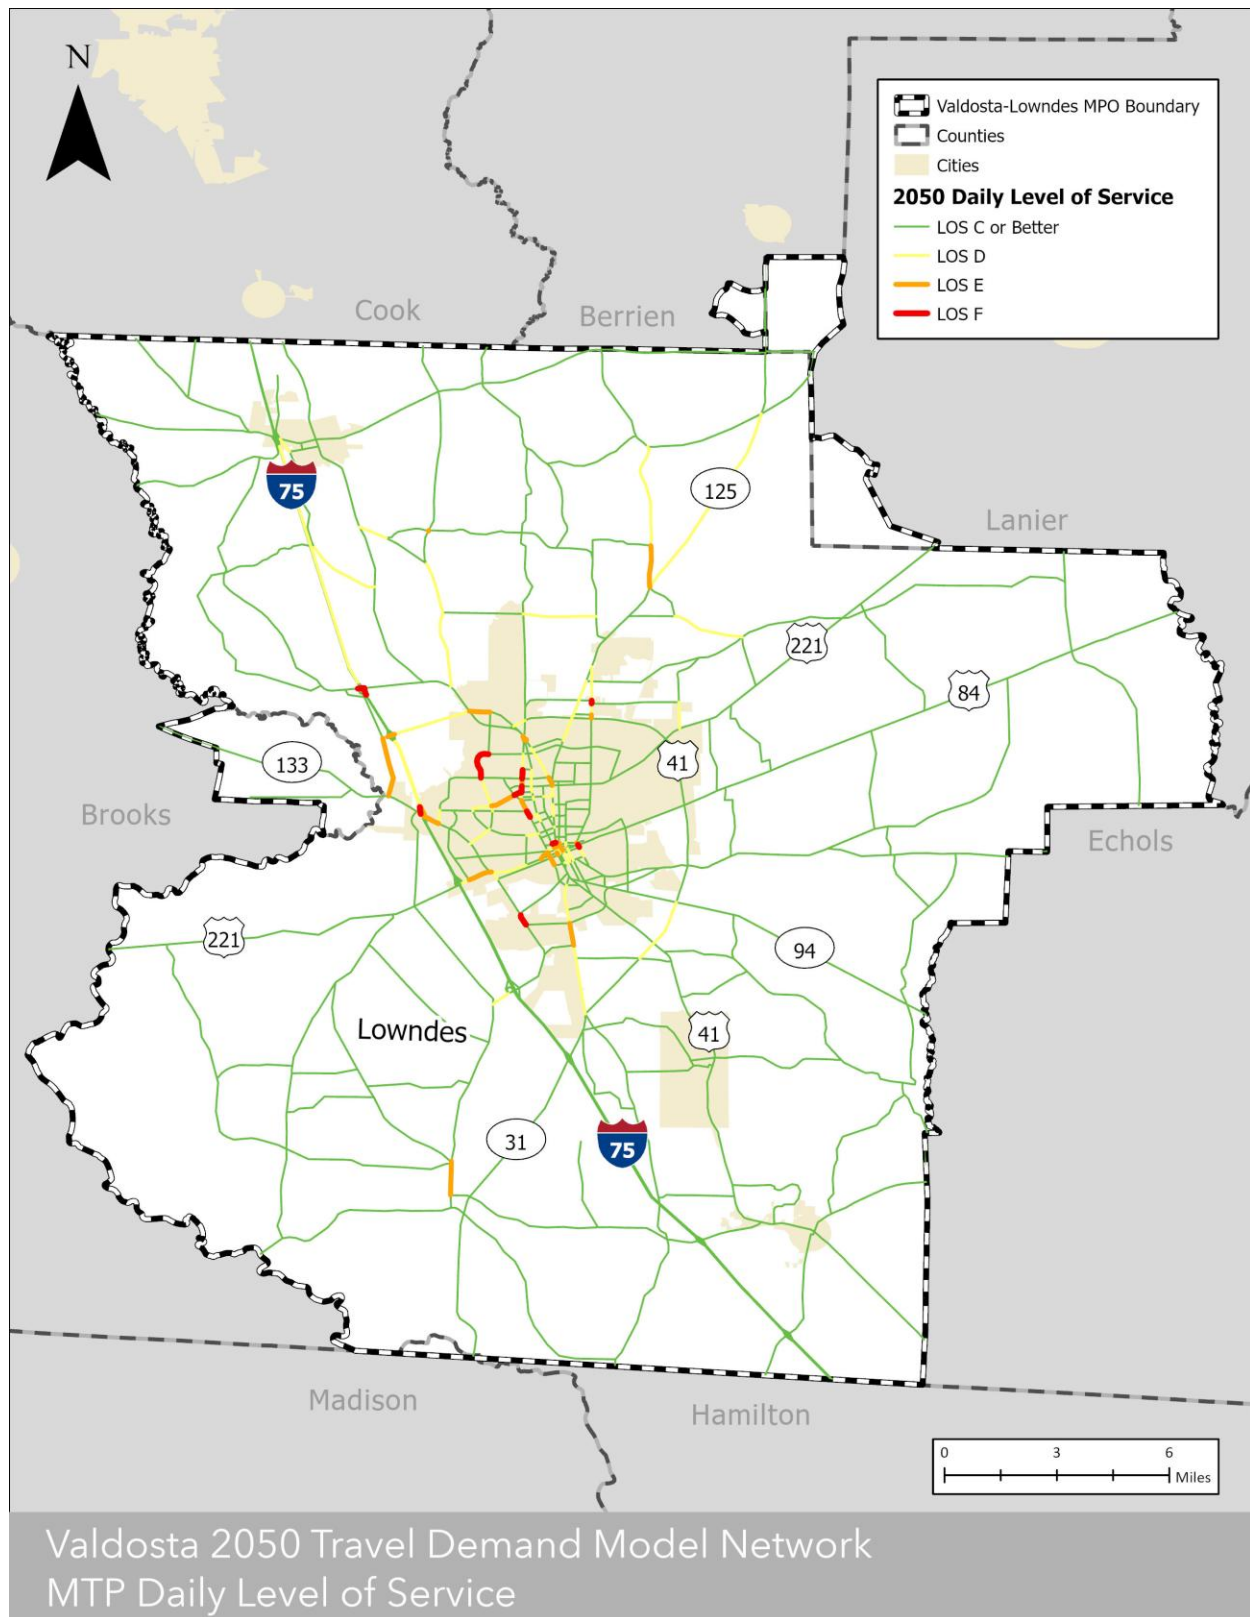 N
Valdosta-Lowndes MPO Boundary
Counties
Cities
2050 Daily Level of Service
LOS C or Better
LOS D
LOS E
LOS F
Cook
Berrien
75
125
Lanier
221
84
133
41
Brooks
Echols
221
94
Lowndes
41
31
75
Madison
Hamilton
0 3 6
Miles
Valdosta 2050 Travel Demand Model Network
MTP Daily Level of Service